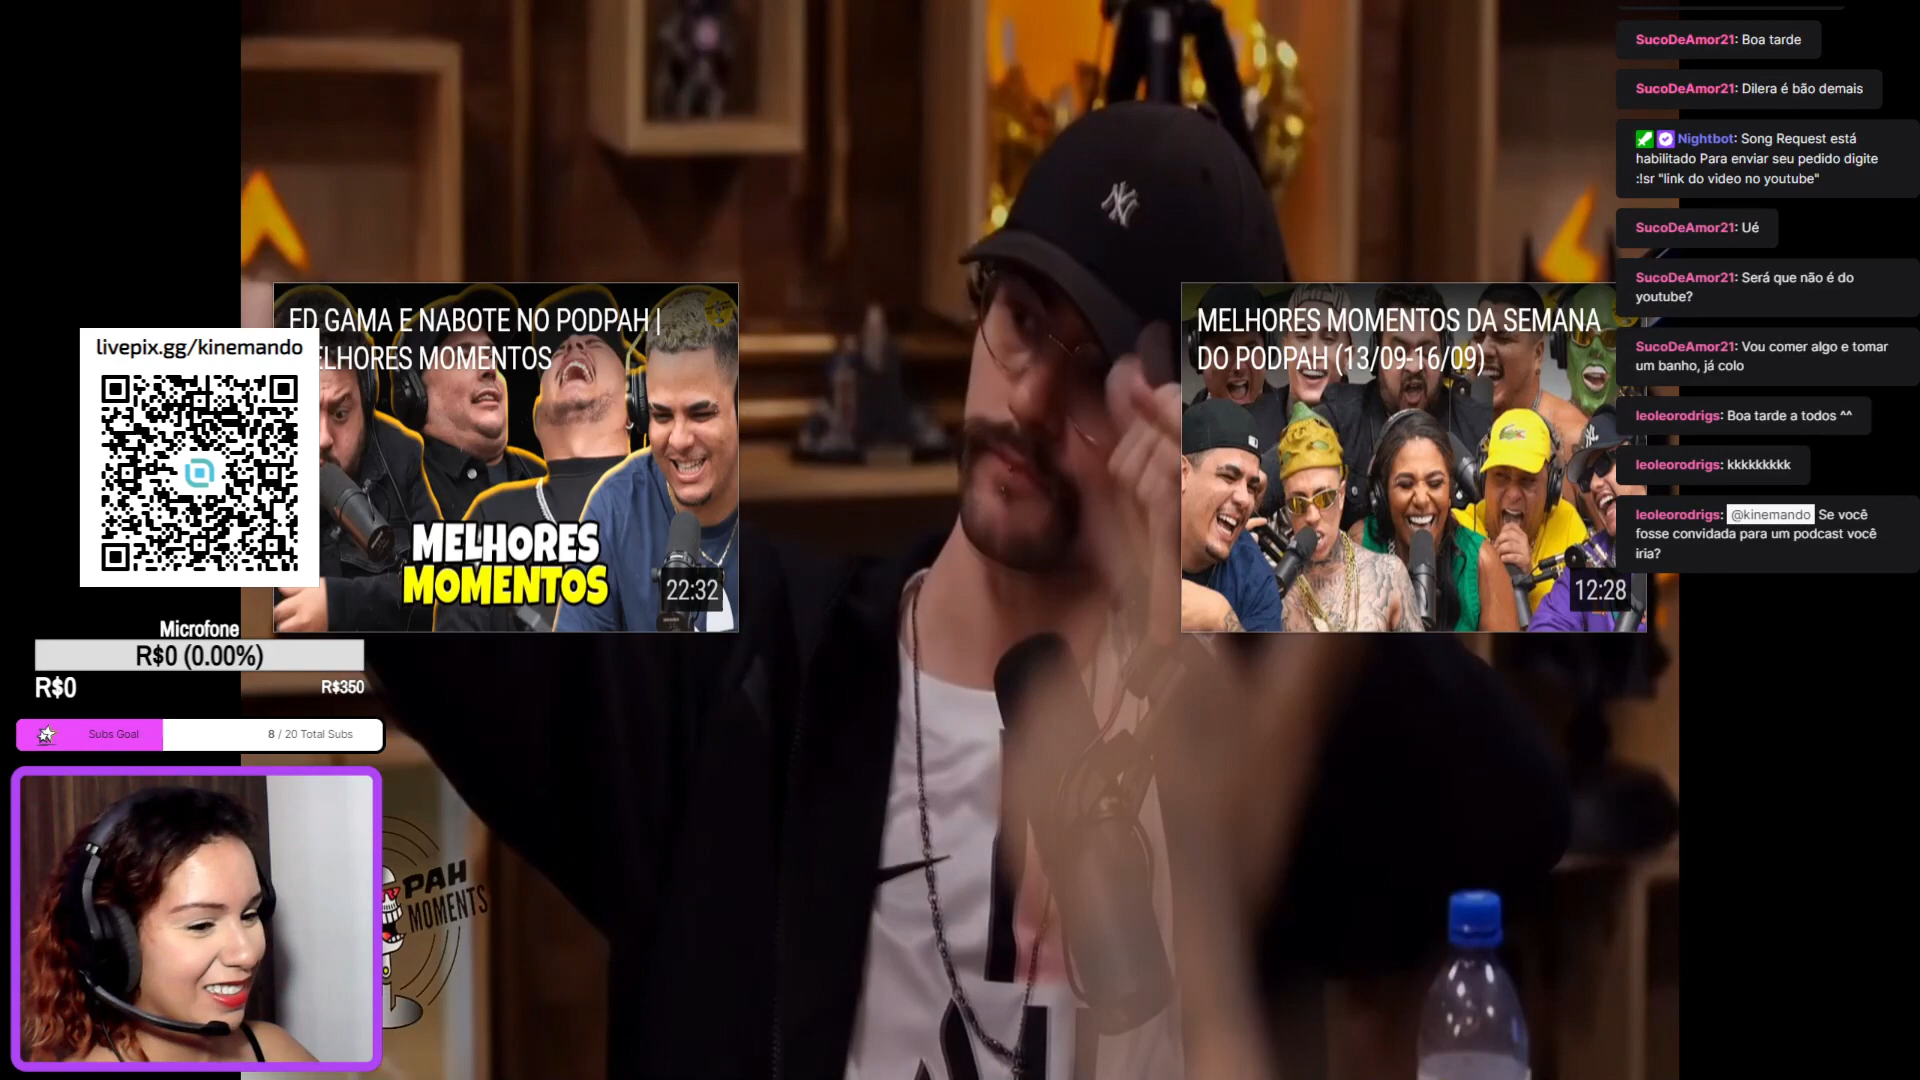 livepix.gg/kinemando
Microfone
R$0 (0.00%)
R$0
R$350
Subs Goal
8 / 20 Total Subs
ED GAMA E NABOTE NO PODPAH |
ELHORES MOMENTOS
MELHORES
MOMENTOS
22:32
PAH
MOMENTS
NY
MELHORES MOMENTOS DA SEMANA
DO PODPAH (13/09-16/09)
12:28
SucoDeAmor21: Boa tarde
SucoDeAmor21: Dilera é bão demais
Nightbot: Song Request está
habilitado Para enviar seu pedido digite
:!sr "link do video no youtube"
SucoDeAmor21: Ué
SucoDeAmor21: Será que não é do
youtube?
SucoDeAmor21: Vou comer algo e tomar
um banho, já colo
leoleorodrigs: Boa tarde a todos ^^
leoleorodrigs: kkkkkkkkk
leoleorodrigs: @kinemando Se você
fosse convidada para um podcast você
iria?